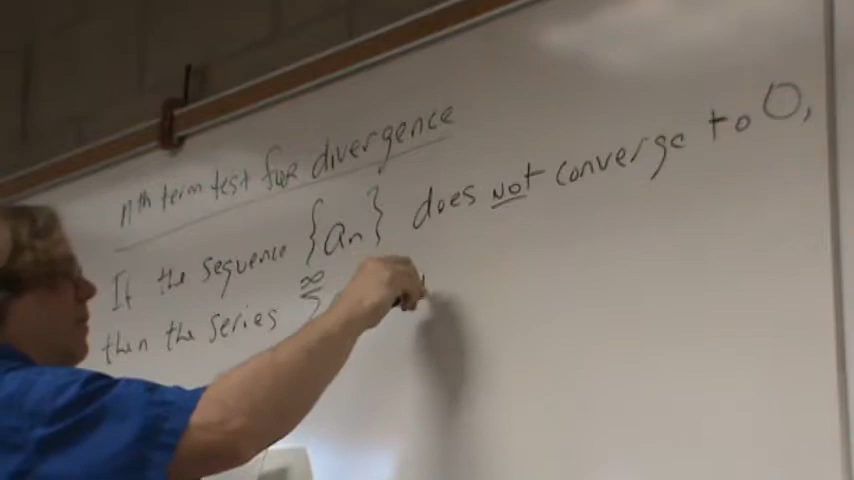 nth term test for divergence
If the sequence {an} does not converge to 0,
then the series ∞ Σ